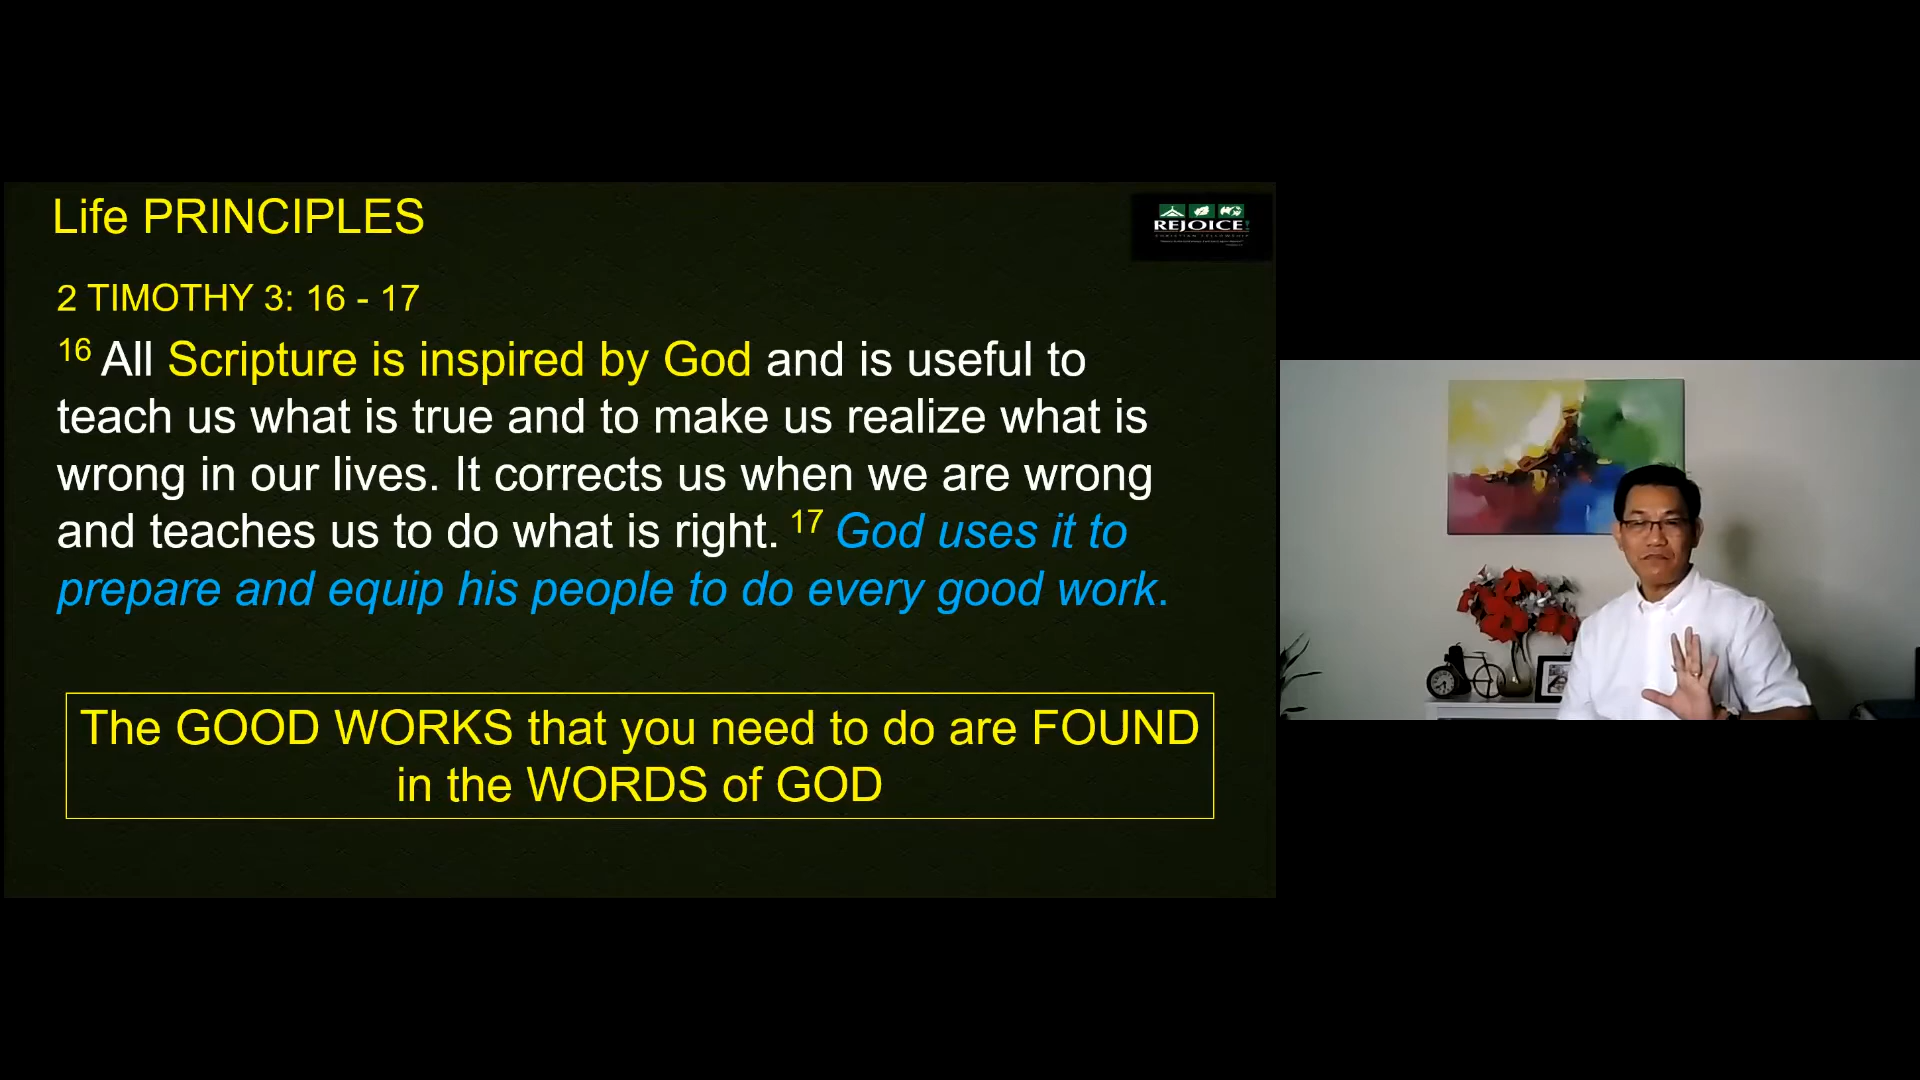 Life PRINCIPLES
REJOICE
2 TIMOTHY 3: 16 - 17
16 All Scripture is inspired by God and is useful to
teach us what is true and to make us realize what is
wrong in our lives. It corrects us when we are wrong
and teaches us to do what is right. 17 God uses it to
prepare and equip his people to do every good work.
The GOOD WORKS that you need to do are FOUND
in the WORDS of GOD